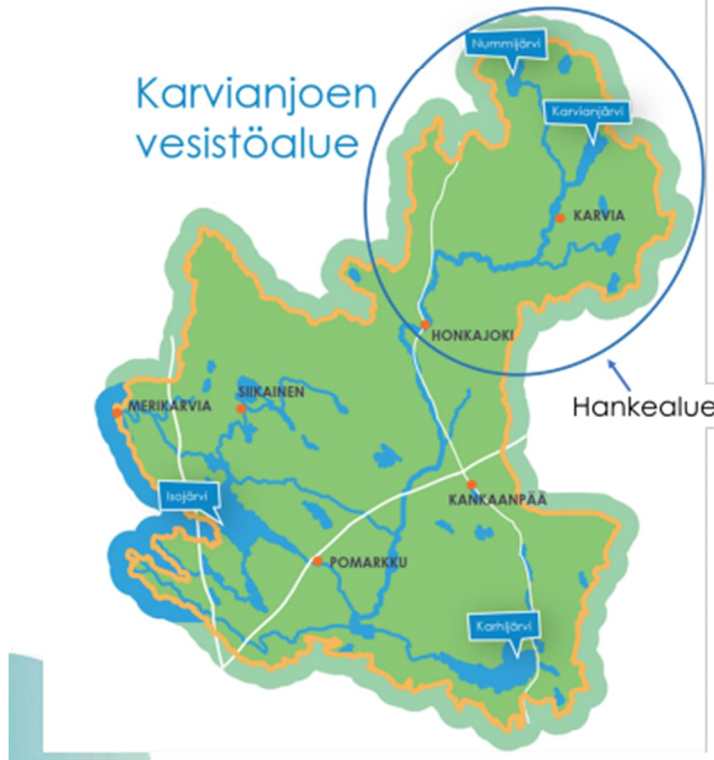 Nummijärvi
Karvianjoen
vesistöalue
Karvianjärvi
KARVIA
HONKAJOKI
Hankealue
SIIKAINEN
MERIKARVIA
Isojärvi
KANKAANPÄÄ
POMARKKU
Karhijärvi